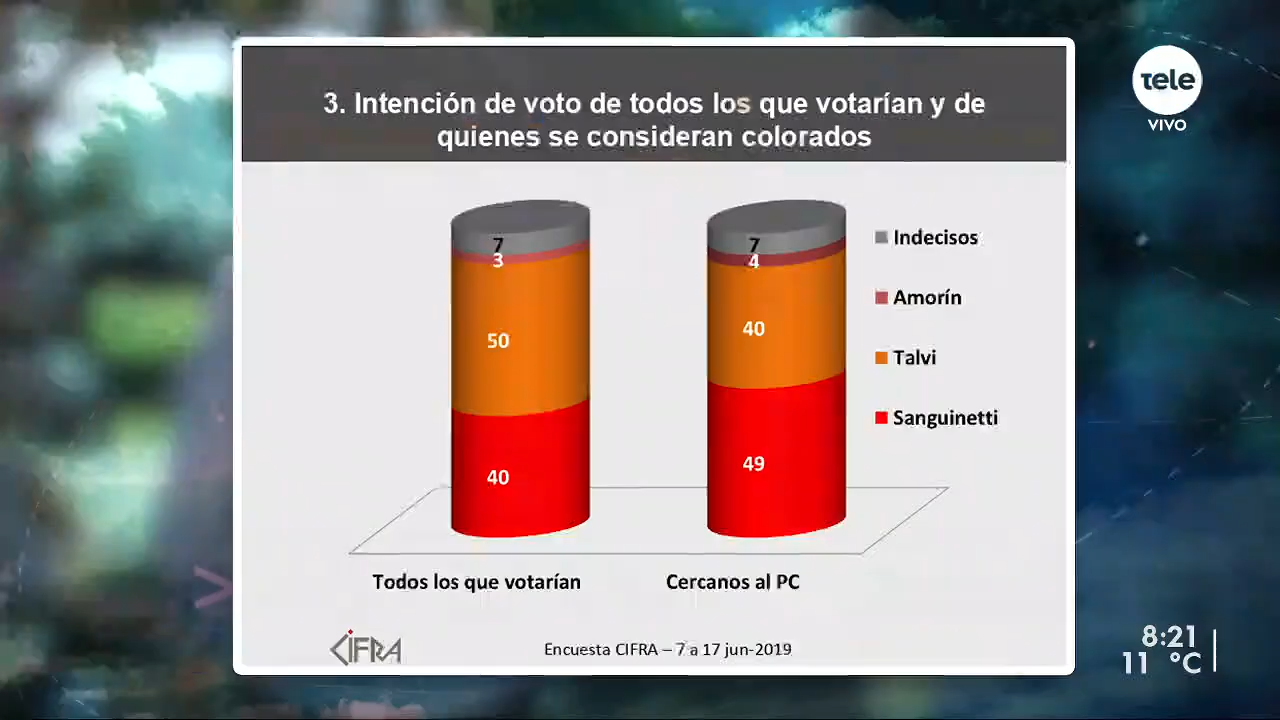 3. Intención de voto de todos los que votarían y de
quienes se consideran colorados
tele
VIVO
7
3
50
40
7
4
40
49
Indecisos
Amorín
Talvi
Sanguinetti
Todos los que votarían
Cercanos al PC
CIFRA
Encuesta CIFRA – 7 a 17 jun-2019
8:21
11 °C